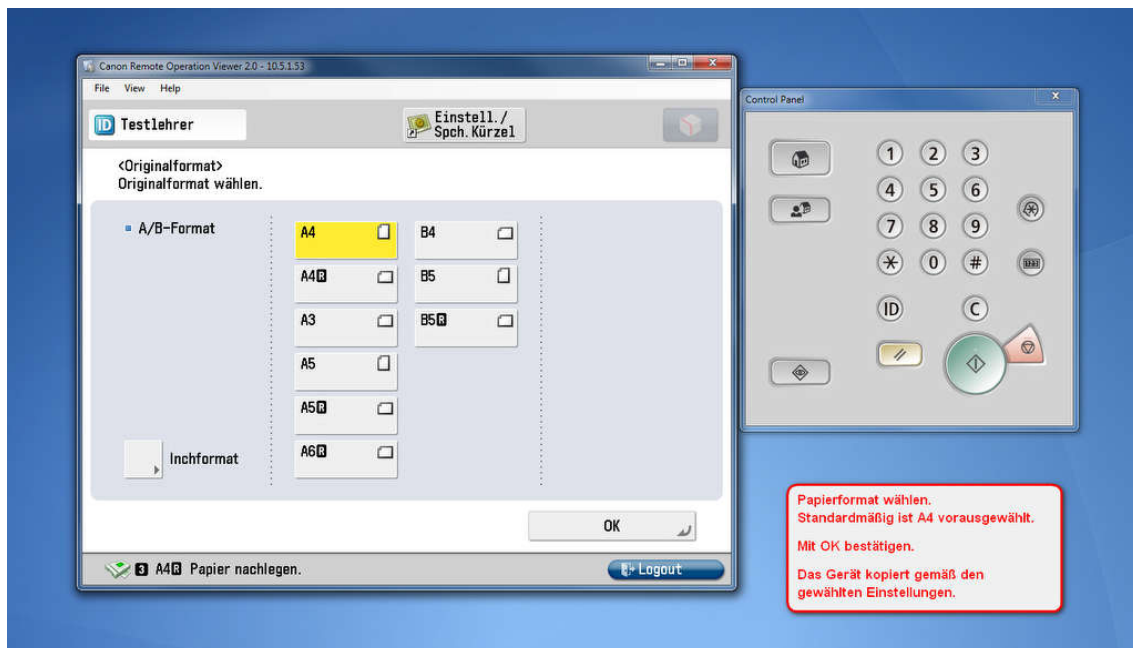 Canon Remote Operation Viewer 2.0 - 10.5.1.53
File View Help
ID Testlehrer
Einstell./
Spch.Kürzel
<Originalformat>
Originalformat wählen.
A/B-Format
A4
B4
A4R
B5
A3
B5R
A5
A5R
A6R
Inchformat
OK
3 A4R Papier nachlegen.
Logout
Control Panel
1 2 3
4 5 6
7 8 9
0 #
ID C
Papierformat wählen.
Standardmäßig ist A4 vorausgewählt.
Mit OK bestätigen.
Das Gerät kopiert gemäß den
gewählten Einstellungen.